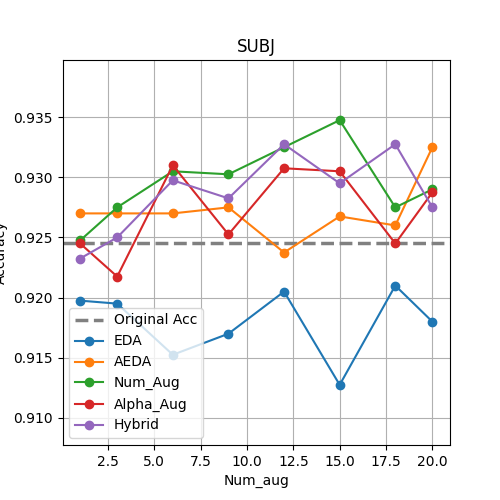 SUBJ
Accuracy
0.935
0.930
0.925
0.920
0.915
0.910
Original Acc
EDA
AEDA
Num_Aug
Alpha_Aug
Hybrid
2.5 5.0 7.5 10.0 12.5 15.0 17.5 20.0
Num_aug